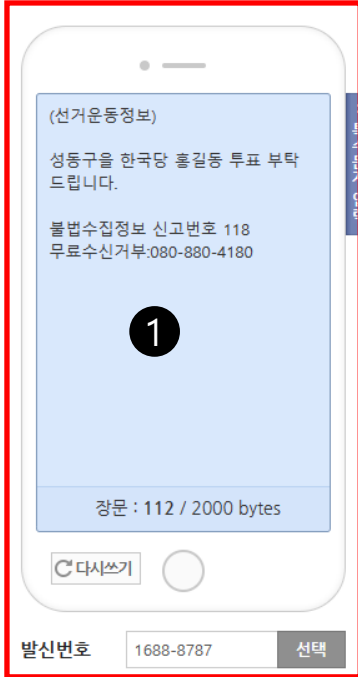 (선거운동정보)
성동구을 한국당 홍길동 투표 부탁
드립니다.
불법수집정보 신고번호 118
무료수신거부:080-880-4180
1
장문 : 112 / 2000 bytes
다시쓰기
발신번호 1688-8787 선택